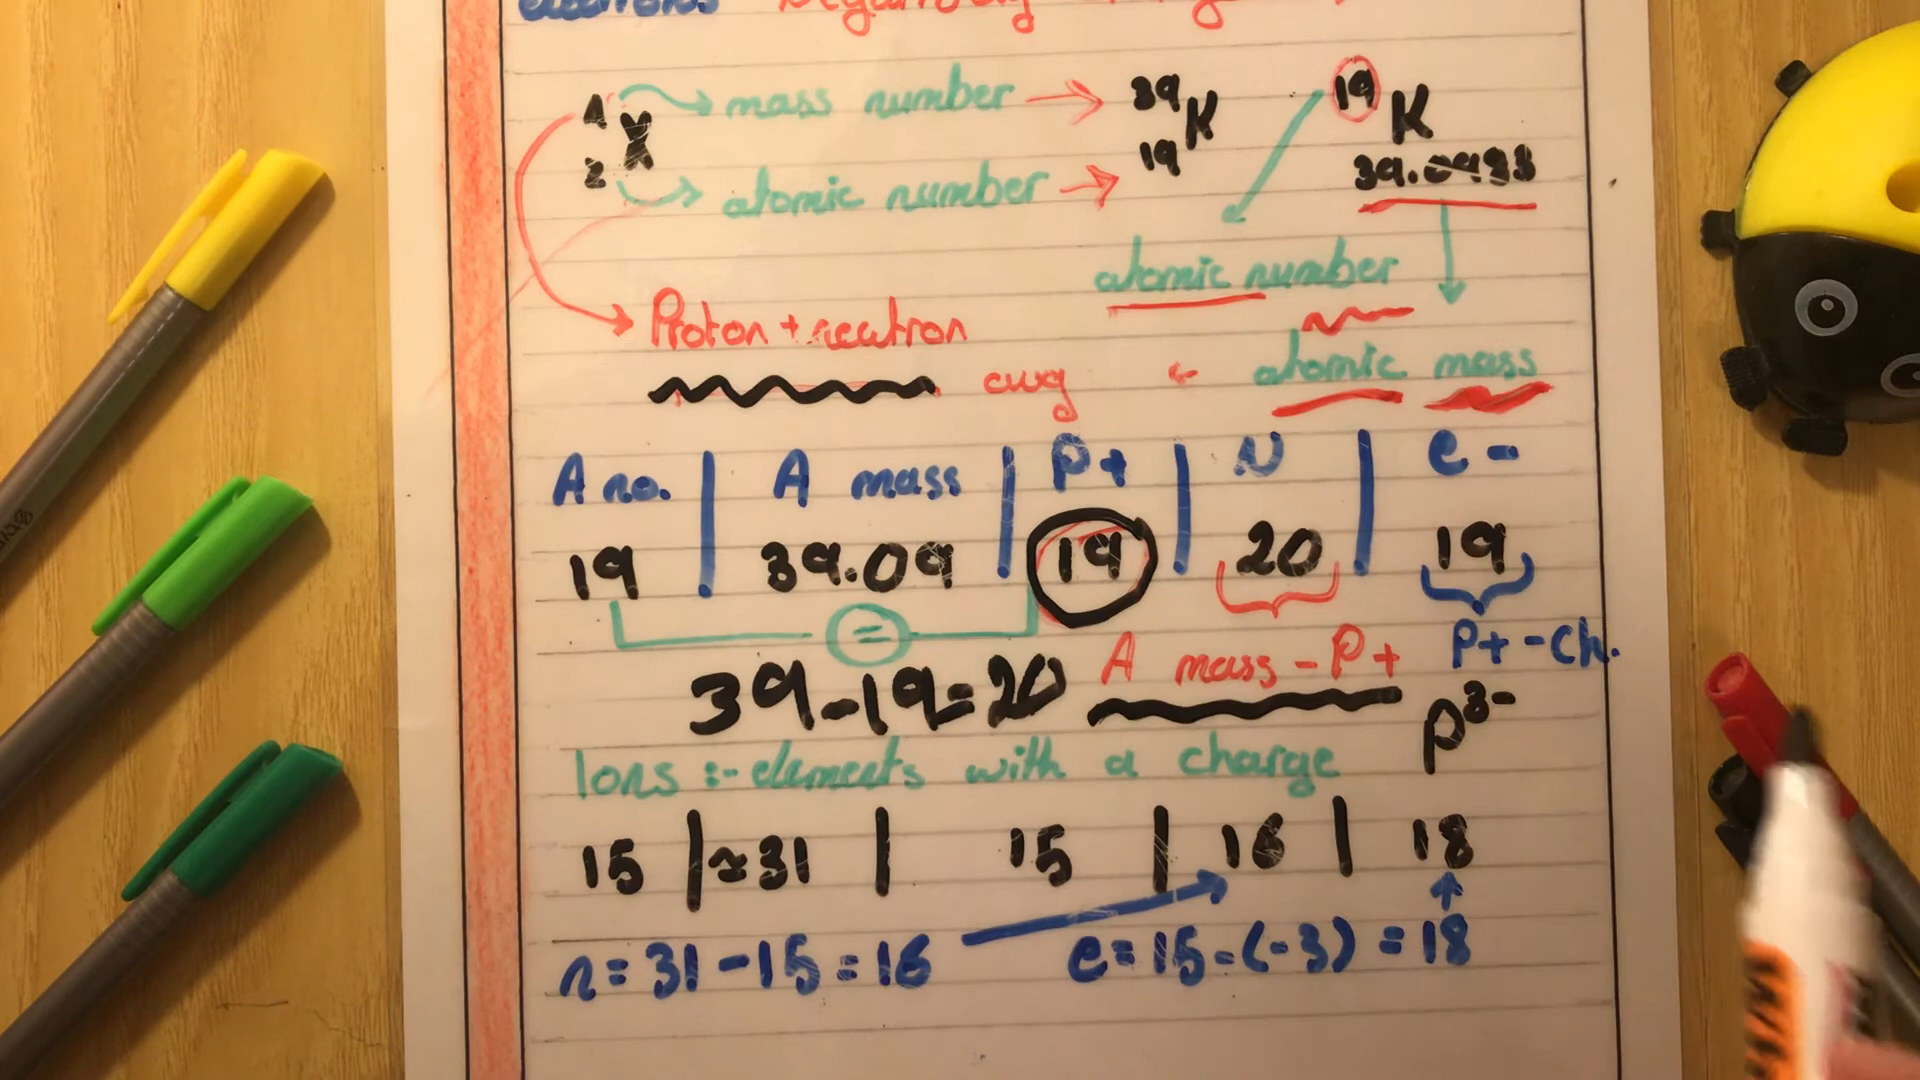 electrons
A X mass number → 39 K 19 K
Z atomic number → 19 39.0983
atomic number
Proton + neutron
avg ← atomic mass
A no. | A mass | P+ | N | e-
19 | 39.09 | 19 | 20 | 19
=
A mass - P+ P+ - Ch.
39-19=20
P3-
Ions :- elements with a charge
15 | ≈31 | 15 | 16 | 18
n = 31 - 15 = 16 → e = 15 - (-3) = 18